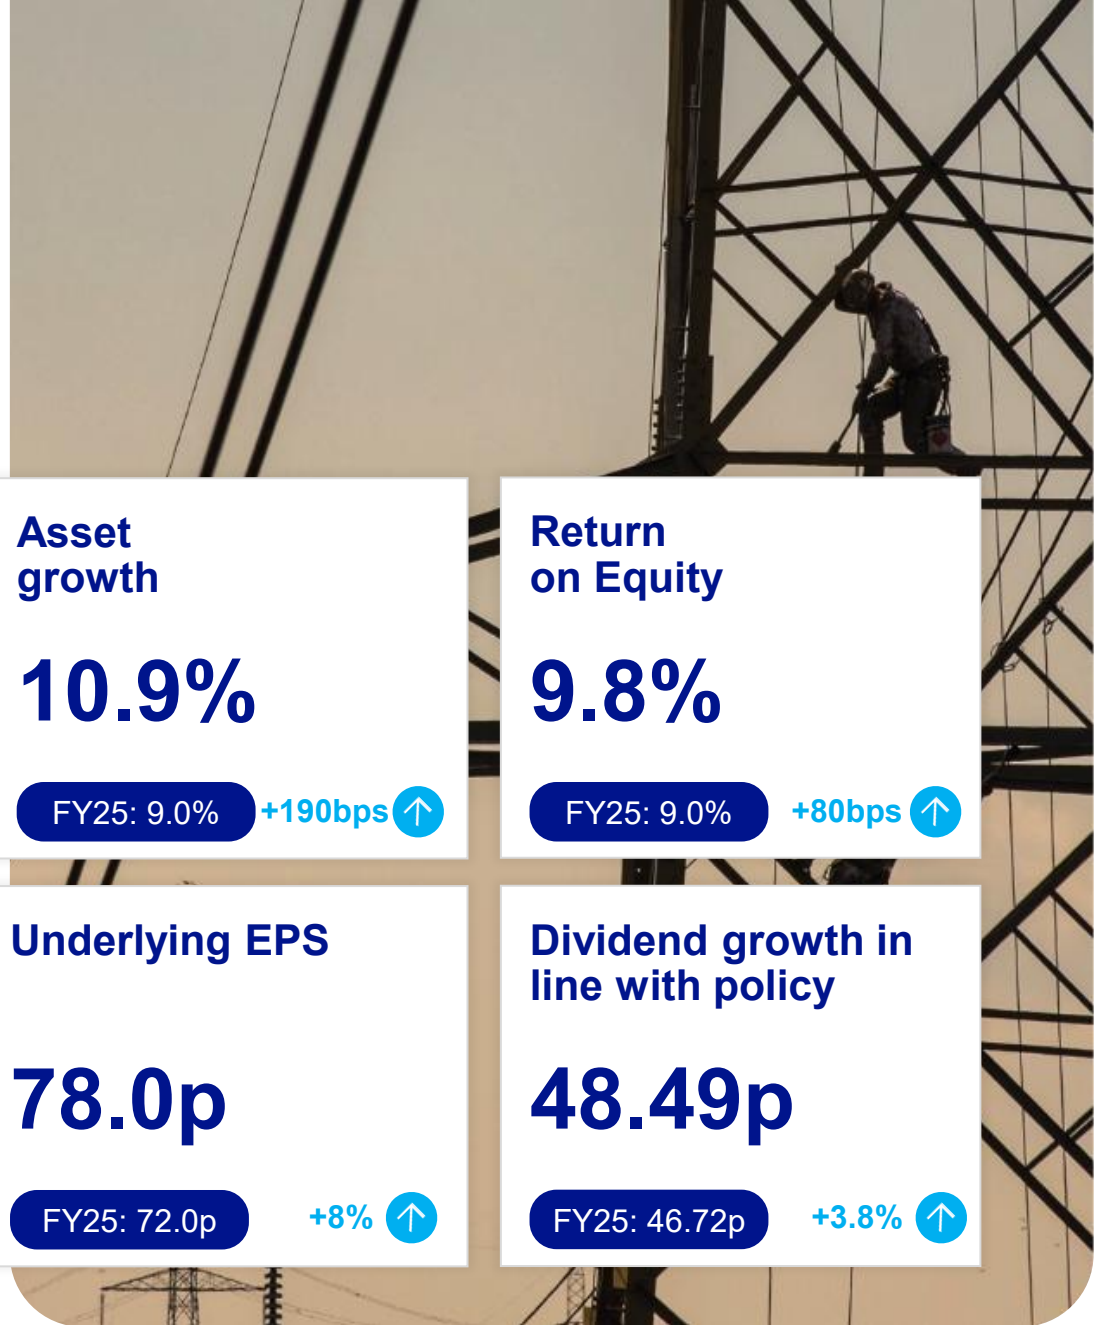 Asset
growth
10.9%
FY25: 9.0%
+190bps
Return
on Equity
9.8%
FY25: 9.0%
+80bps
Underlying EPS
78.0p
FY25: 72.0p
+8%
Dividend growth in
line with policy
48.49p
FY25: 46.72p
+3.8%